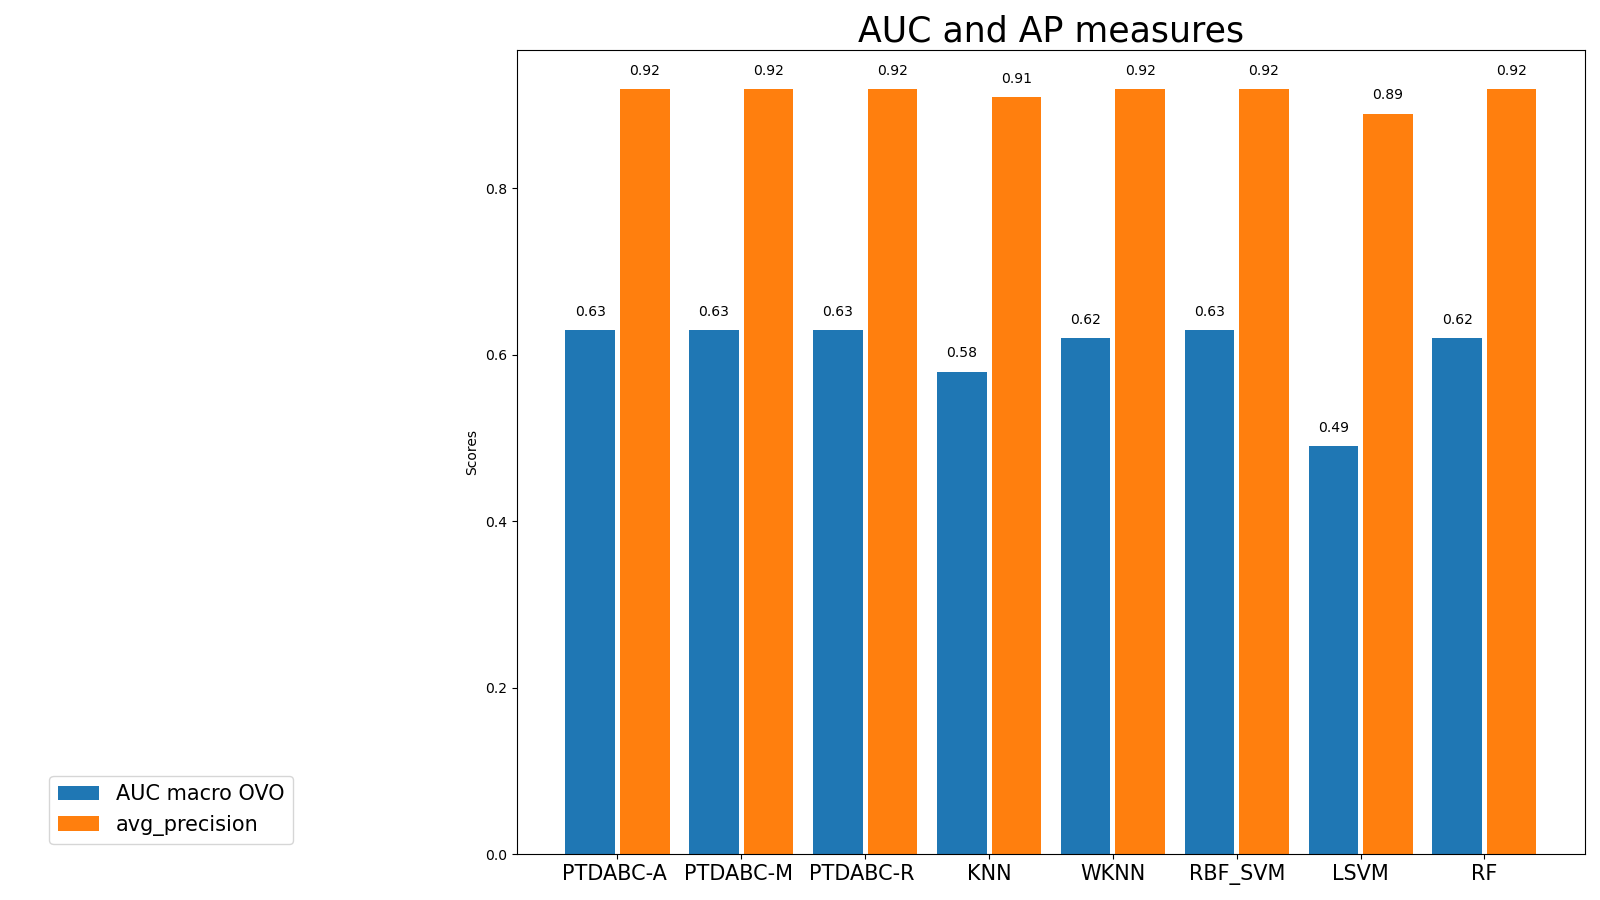 AUC and AP measures
0.92 0.92 0.92 0.91 0.92 0.92 0.89 0.92
0.63 0.63 0.63 0.58 0.62 0.63 0.49 0.62
0.8
0.6
0.4
0.2
0.0
Scores
PTDABC-A PTDABC-M PTDABC-R KNN WKNN RBF_SVM LSVM RF
AUC macro OVO
avg_precision